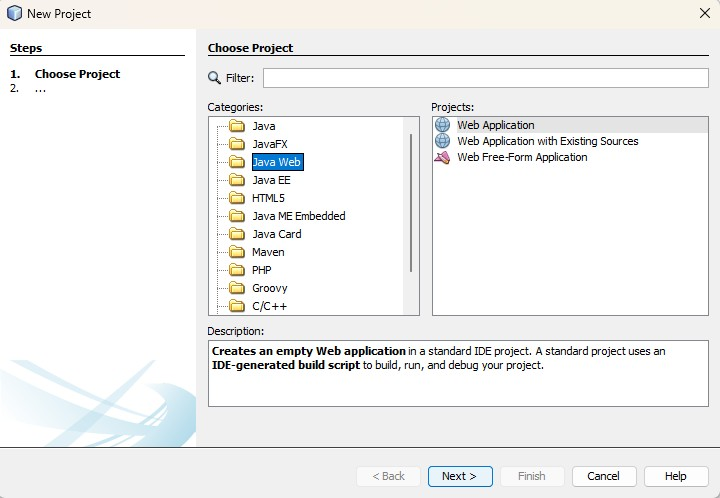 New Project
Steps
1. Choose Project
2. ...
Choose Project
Filter:
Categories:
Java
JavaFX
Java Web
Java EE
HTML5
Java ME Embedded
Java Card
Maven
PHP
Groovy
C/C++
Projects:
Web Application
Web Application with Existing Sources
Web Free-Form Application
Description:
Creates an empty Web application in a standard IDE project. A standard project uses an
IDE-generated build script to build, run, and debug your project.
< Back
Next >
Finish
Cancel
Help